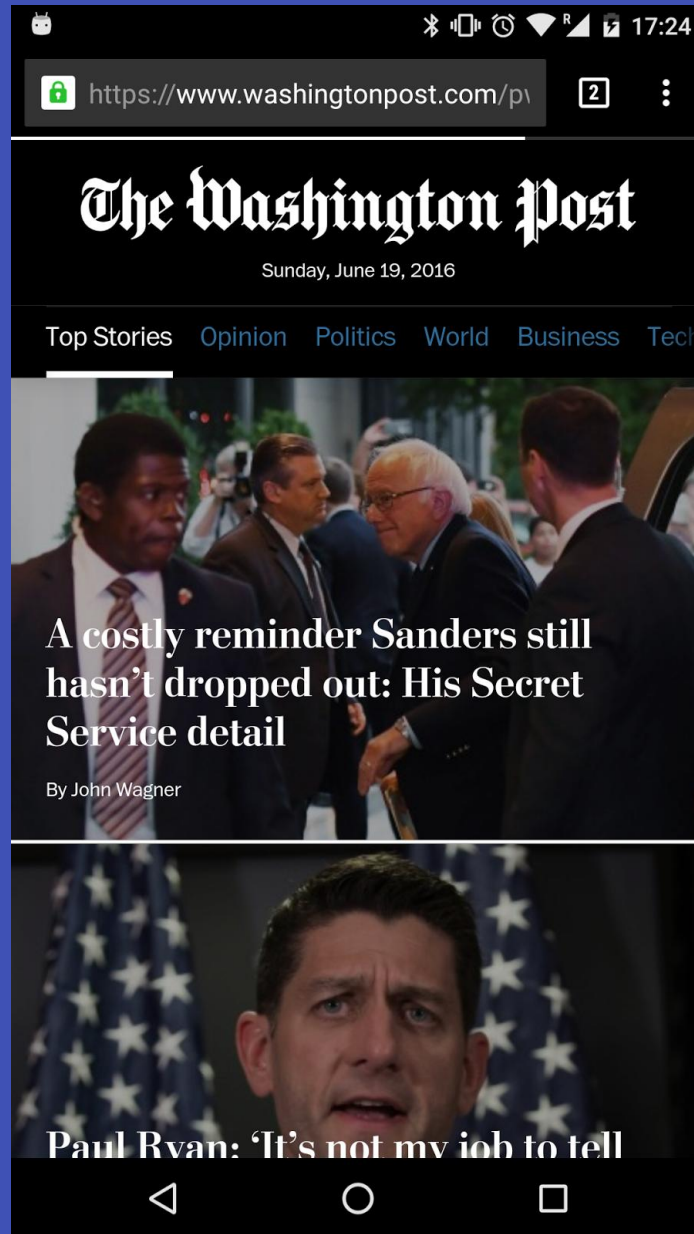 R 17:24
https://www.washingtonpost.com/pw
2
The Washington Post
Sunday, June 19, 2016
Top Stories Opinion Politics World Business Tech
A costly reminder Sanders still
hasn’t dropped out: His Secret
Service detail
By John Wagner
Paul Ryan: ‘It’s not my job to tell